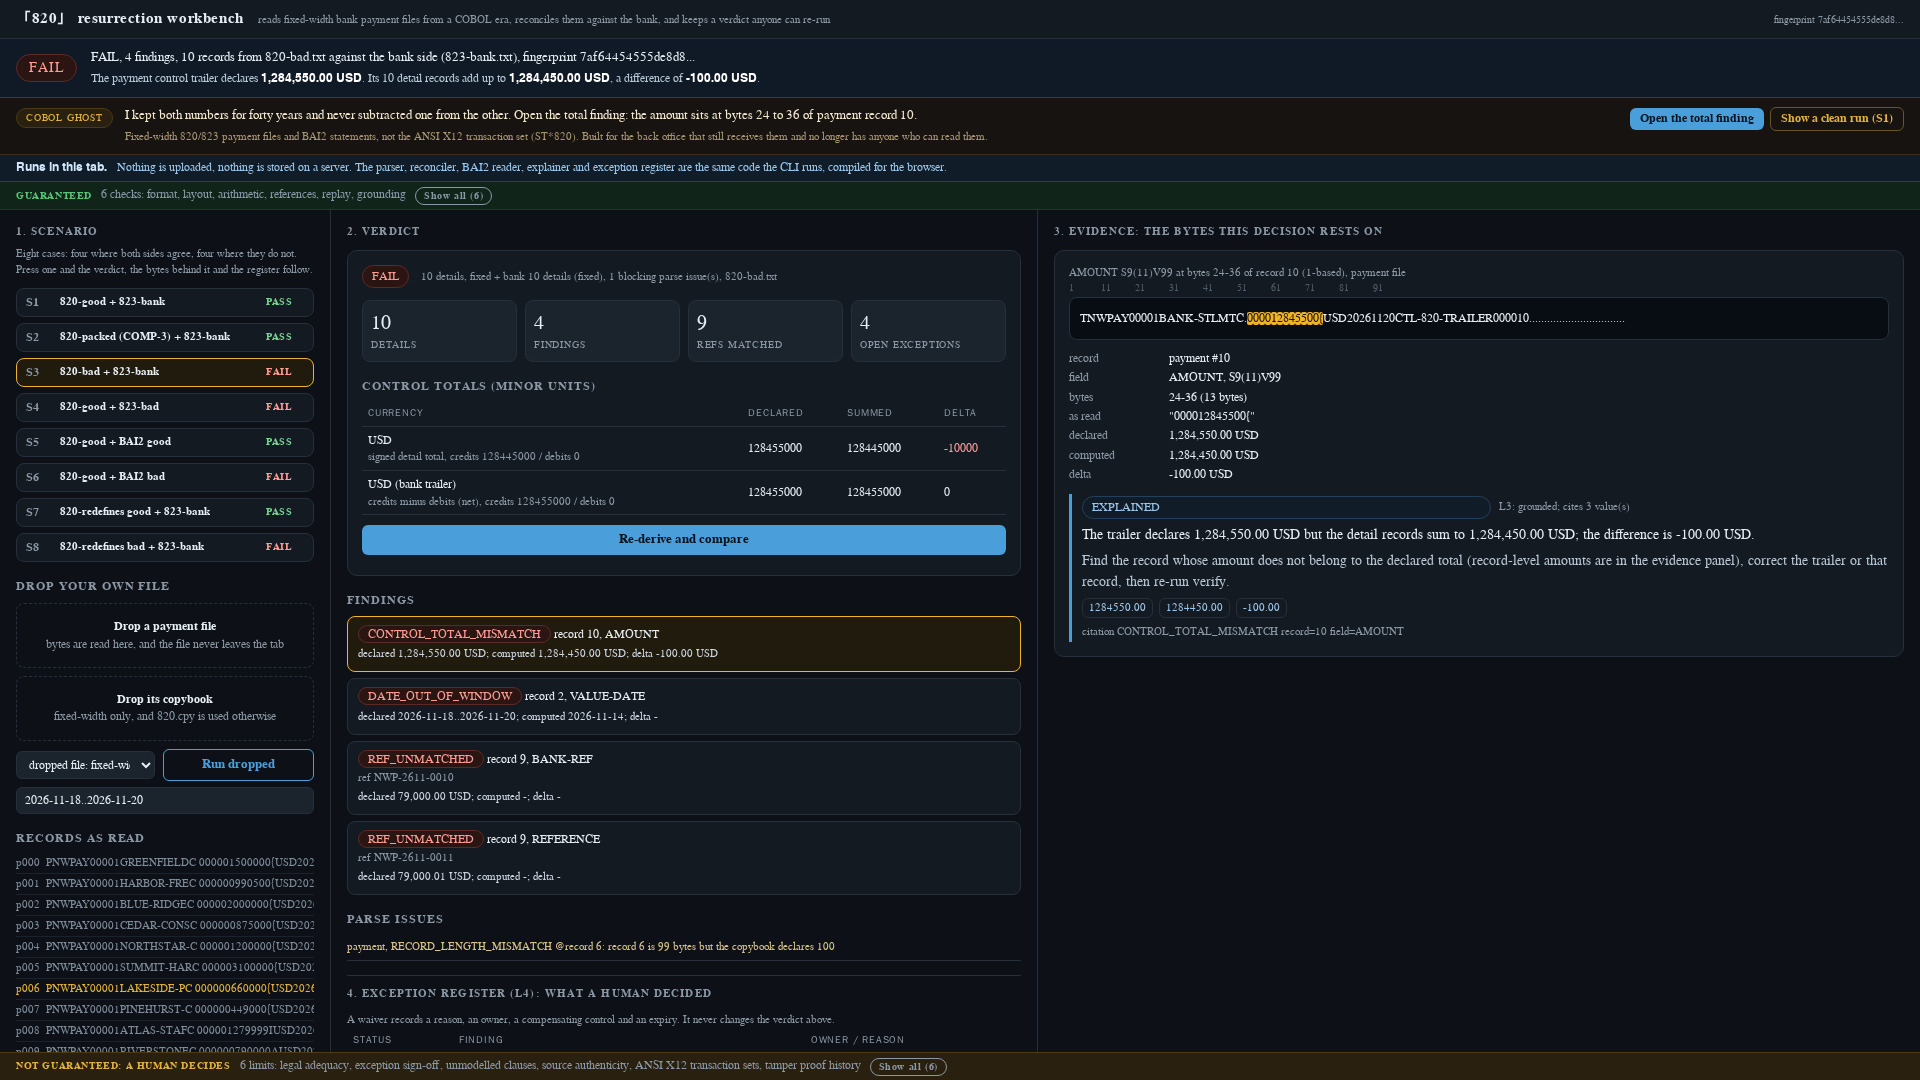 「820」 resurrection workbench
reads fixed-width bank payment files from a COBOL era, reconciles them against the bank, and keeps a verdict anyone can re-run
fingerprint 7af64454555de8d8...
FAIL
FAIL, 4 findings, 10 records from 820-bad.txt against the bank side (823-bank.txt), fingerprint 7af64454555de8d8...
The payment control trailer declares 1,284,550.00 USD. Its 10 detail records add up to 1,284,450.00 USD, a difference of -100.00 USD.
COBOL GHOST
I kept both numbers for forty years and never subtracted one from the other. Open the total finding: the amount sits at bytes 24 to 36 of payment record 10.
Fixed-width 820/823 payment files and BAI2 statements, not the ANSI X12 transaction set (ST*820). Built for the back office that still receives them and no longer has anyone who can read them.
Open the total finding
Show a clean run (S1)
Runs in this tab. Nothing is uploaded, nothing is stored on a server. The parser, reconciler, BAI2 reader, explainer and exception register are the same code the CLI runs, compiled for the browser.
GUARANTEED 6 checks: format, layout, arithmetic, references, replay, grounding Show all (6)
1. SCENARIO
Eight cases: four where both sides agree, four where they do not.
Press one and the verdict, the bytes behind it and the register follow.
S1 820-good + 823-bank PASS
S2 820-packed (COMP-3) + 823-bank PASS
S3 820-bad + 823-bank FAIL
S4 820-good + 823-bad FAIL
S5 820-good + BAI2 good PASS
S6 820-good + BAI2 bad FAIL
S7 820-redefines good + 823-bank PASS
S8 820-redefines bad + 823-bank FAIL
DROP YOUR OWN FILE
Drop a payment file
bytes are read here, and the file never leaves the tab
Drop its copybook
fixed-width only, and 820.cpy is used otherwise
dropped file: fixed-wi
Run dropped
2026-11-18..2026-11-20
RECORDS AS READ
p000 PNWPAY00001GREENFIELDC 000001500000{USD202
p001 PNWPAY00001HARBOR-FREC 000000990500{USD202
p002 PNWPAY00001BLUE-RIDGEC 000002000000{USD202
p003 PNWPAY00001CEDAR-CONSC 000000875000{USD202
p004 PNWPAY00001NORTHSTAR-C 000001200000{USD202
p005 PNWPAY00001SUMMIT-HARC 000003100000{USD202
p006 PNWPAY00001LAKESIDE-PC 000000660000{USD2026
p007 PNWPAY00001PINEHURST-C 000000449000{USD2026
p008 PNWPAY00001ATLAS-STAFC 000001279999IUSD202
p009 PNWPAY00001RIVERSTONEC 000000790000AUSD202
2. VERDICT
FAIL 10 details, fixed + bank 10 details (fixed), 1 blocking parse issue(s), 820-bad.txt
10
DETAILS
4
FINDINGS
9
REFS MATCHED
4
OPEN EXCEPTIONS
CONTROL TOTALS (MINOR UNITS)
CURRENCY DECLARED SUMMED DELTA
USD
signed detail total, credits 128445000 / debits 0
128455000 128445000 -10000
USD (bank trailer)
credits minus debits (net), credits 128455000 / debits 0
128455000 128455000 0
Re-derive and compare
FINDINGS
CONTROL_TOTAL_MISMATCH record 10, AMOUNT
declared 1,284,550.00 USD; computed 1,284,450.00 USD; delta -100.00 USD
DATE_OUT_OF_WINDOW record 2, VALUE-DATE
declared 2026-11-18..2026-11-20; computed 2026-11-14; delta -
REF_UNMATCHED record 9, BANK-REF
ref NWP-2611-0010
declared 79,000.00 USD; computed -; delta -
REF_UNMATCHED record 9, REFERENCE
ref NWP-2611-0011
declared 79,000.01 USD; computed -; delta -
PARSE ISSUES
payment, RECORD_LENGTH_MISMATCH @record 6: record 6 is 99 bytes but the copybook declares 100
4. EXCEPTION REGISTER (L4): WHAT A HUMAN DECIDED
A waiver records a reason, an owner, a compensating control and an expiry. It never changes the verdict above.
STATUS FINDING OWNER / REASON
3. EVIDENCE: THE BYTES THIS DECISION RESTS ON
AMOUNT S9(11)V99 at bytes 24-36 of record 10 (1-based), payment file
1 11 21 31 41 51 61 71 81 91
TNWPAY00001BANK-STLMTC.000012845500{USD20261120CTL-820-TRAILER000010................................
record payment #10
field AMOUNT, S9(11)V99
bytes 24-36 (13 bytes)
as read "000012845500{"
declared 1,284,550.00 USD
computed 1,284,450.00 USD
delta -100.00 USD
EXPLAINED L3: grounded; cites 3 value(s)
The trailer declares 1,284,550.00 USD but the detail records sum to 1,284,450.00 USD; the difference is -100.00 USD.
Find the record whose amount does not belong to the declared total (record-level amounts are in the evidence panel), correct the trailer or that
record, then re-run verify.
1284550.00 1284450.00 -100.00
citation CONTROL_TOTAL_MISMATCH record=10 field=AMOUNT
NOT GUARANTEED: A HUMAN DECIDES 6 limits: legal adequacy, exception sign-off, unmodelled clauses, source authenticity, ANSI X12 transaction sets, tamper proof history Show all (6)